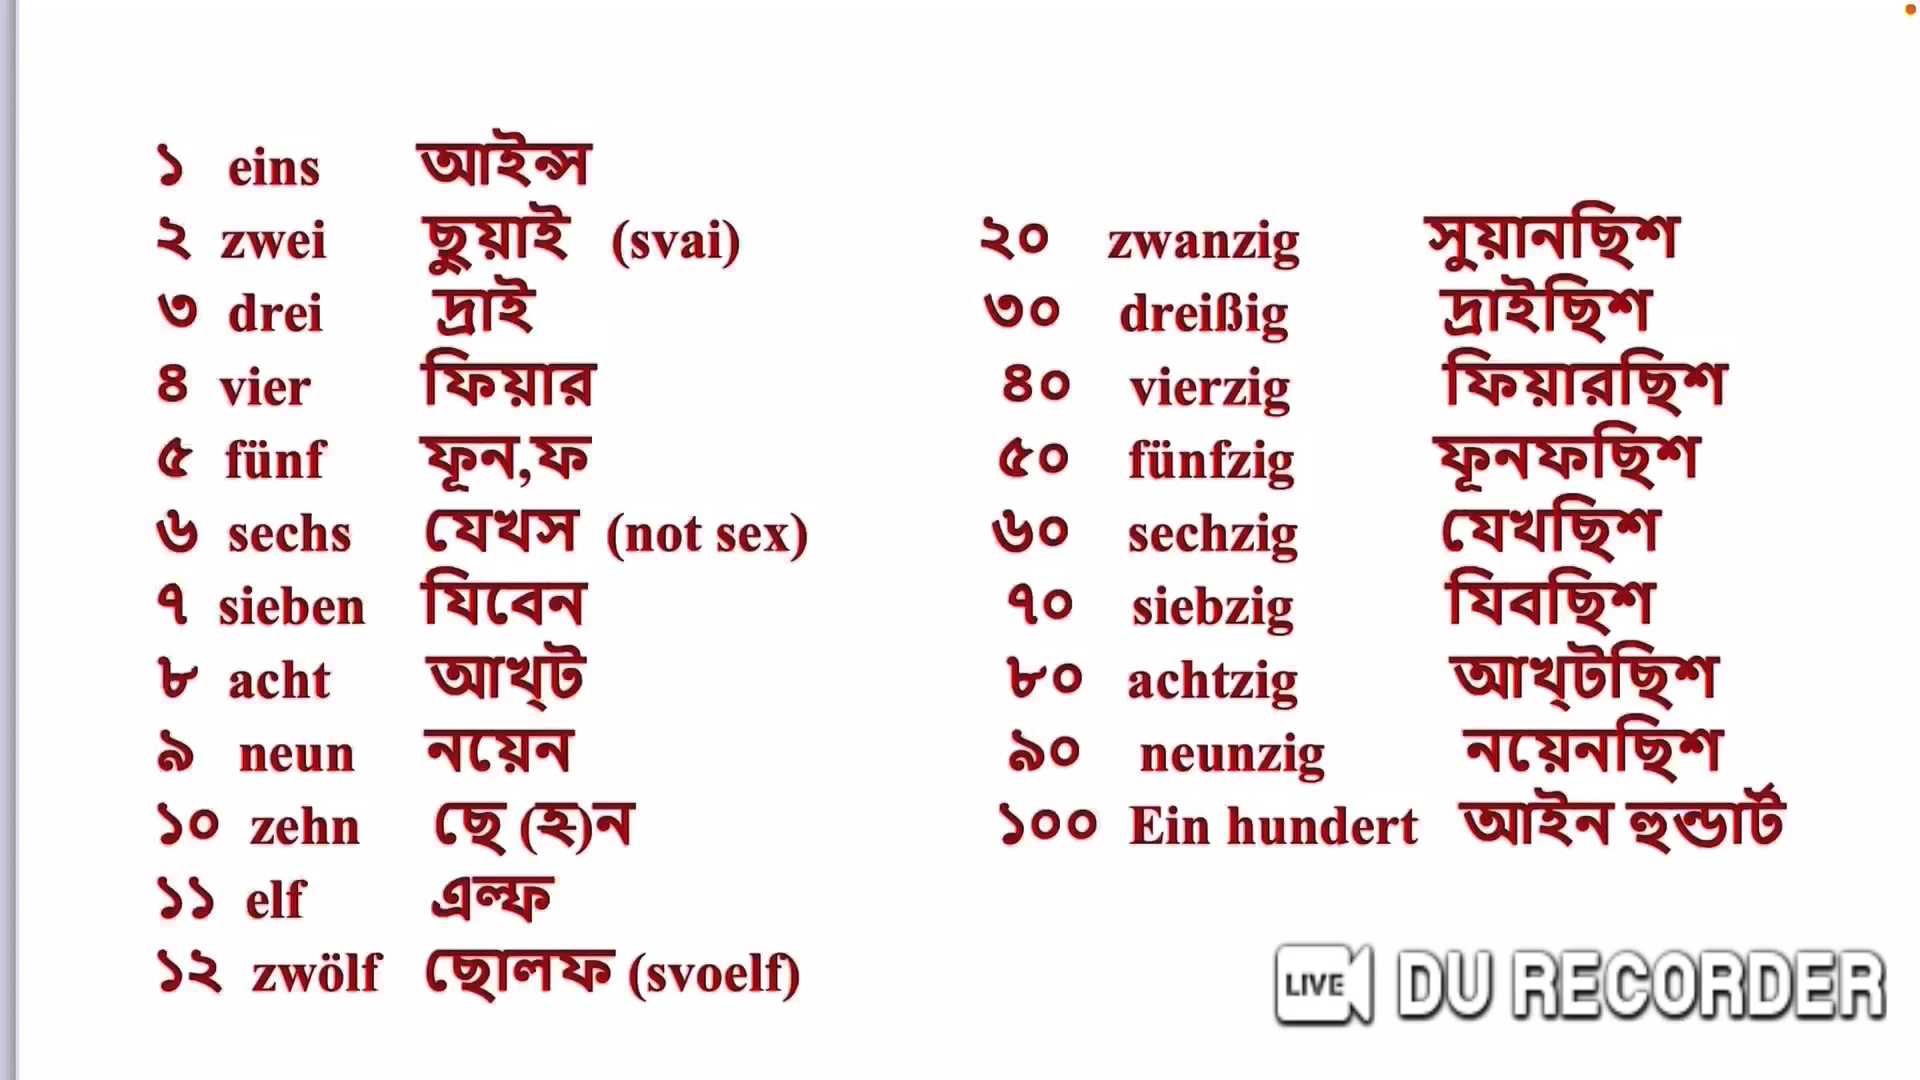 ১ eins আইন্স
২ zwei ছুয়াই (svai)
৩ drei দ্রাই
৪ vier ফিয়ার
৫ fünf ফূন,ফ
৬ sechs যেখস (not sex)
৭ sieben যিবেন
৮ acht আখ্‌ট
৯ neun নয়েন
১০ zehn ছে (হ)ন
১১ elf এল্ফ
১২ zwölf ছোলফ (svoelf)
২০ zwanzig সুয়ানছিশ
৩০ dreißig দ্রাইছিশ
৪০ vierzig ফিয়ারছিশ
৫০ fünfzig ফূনফছিশ
৬০ sechzig যেখছিশ
৭০ siebzig যিবছিশ
৮০ achtzig আখ্‌টছিশ
৯০ neunzig নয়েনছিশ
১০০ Ein hundert আইন হুন্ডার্ট
LIVE DU RECORDER